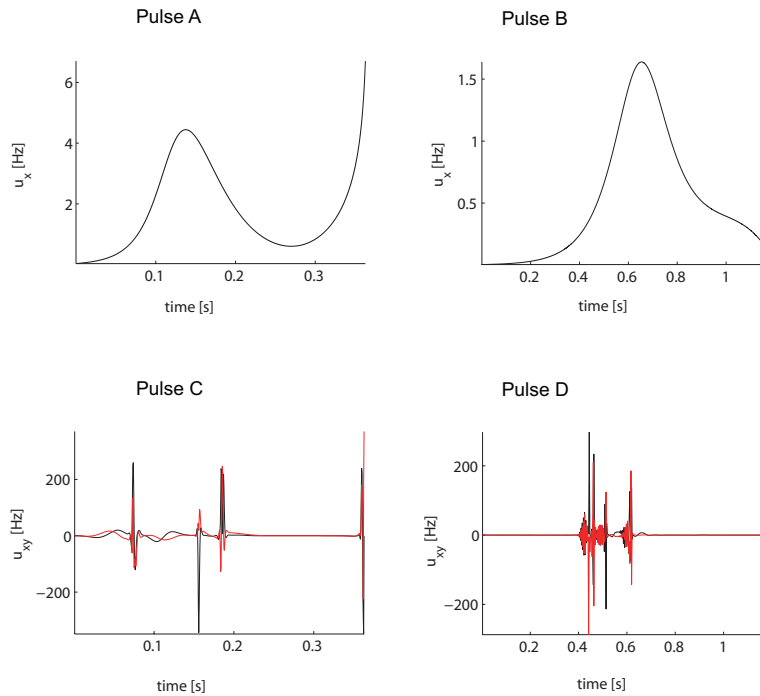 Pulse A
6
4
2
u_x [Hz]
0.1
0.2
0.3
time [s]
Pulse B
1.5
1
0.5
u_x [Hz]
0.2
0.4
0.6
0.8
1
time [s]
Pulse C
200
0
−200
u_xy [Hz]
0.1
0.2
0.3
time [s]
Pulse D
200
0
−200
u_xy [Hz]
0.2
0.4
0.6
0.8
1
time [s]